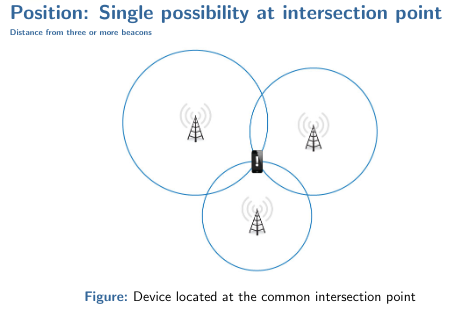 Position: Single possibility at intersection point
Distance from three or more beacons
Figure: Device located at the common intersection point